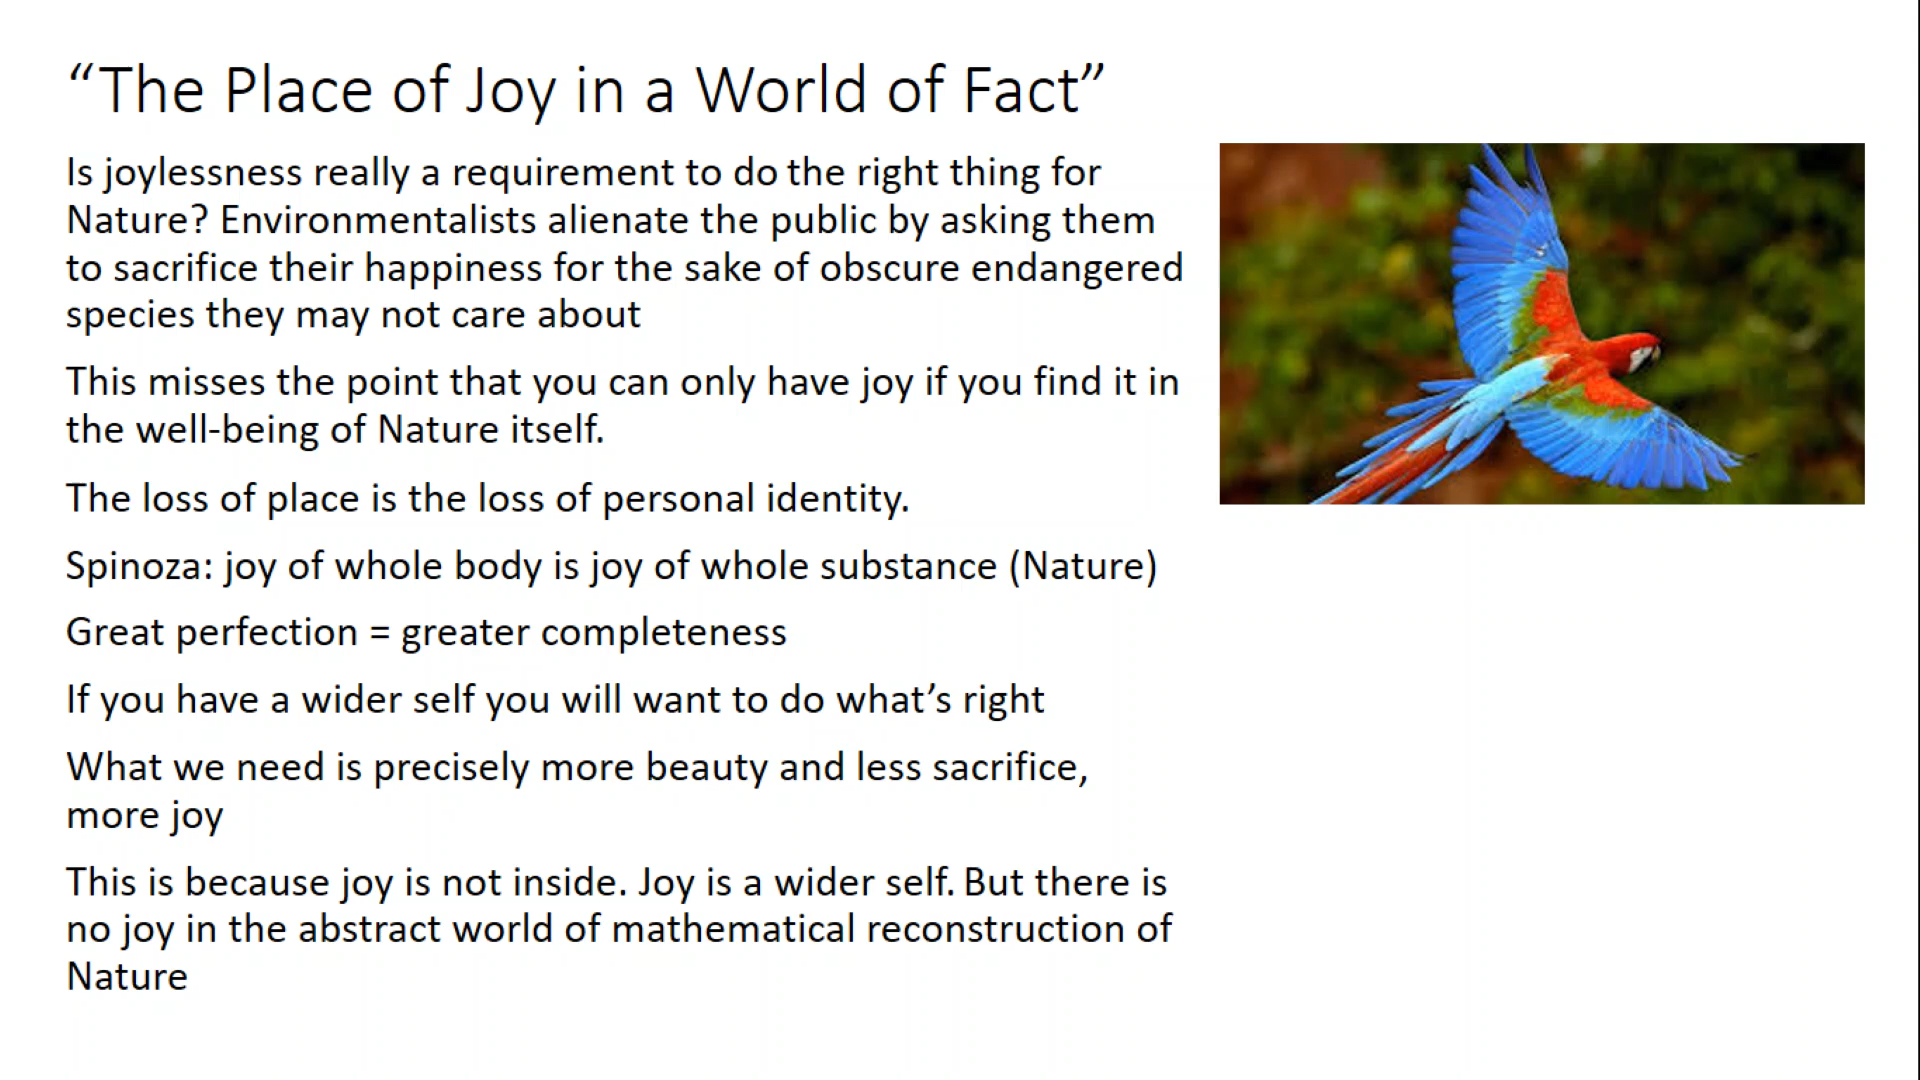 “The Place of Joy in a World of Fact”
Is joylessness really a requirement to do the right thing for
Nature? Environmentalists alienate the public by asking them
to sacrifice their happiness for the sake of obscure endangered
species they may not care about
This misses the point that you can only have joy if you find it in
the well-being of Nature itself.
The loss of place is the loss of personal identity.
Spinoza: joy of whole body is joy of whole substance (Nature)
Great perfection = greater completeness
If you have a wider self you will want to do what’s right
What we need is precisely more beauty and less sacrifice,
more joy
This is because joy is not inside. Joy is a wider self. But there is
no joy in the abstract world of mathematical reconstruction of
Nature